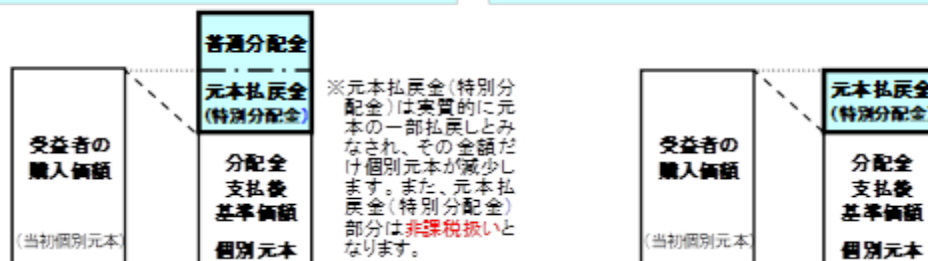 普通分配金
元本払戻金
(特別分配金)
受益者の
購入価額
(当初個別元本)
分配金
支払後
基準価額
個別元本
※元本払戻金(特別分
配金)は実質的に元
本の一部払戻しとみ
なされ、その金額だ
け個別元本が減少し
ます。また、元本払
戻金(特別分配金)
部分は非課税扱いと
なります。
受益者の
購入価額
(当初個別元本)
元本払戻金
(特別分配金)
分配金
支払後
基準価額
個別元本